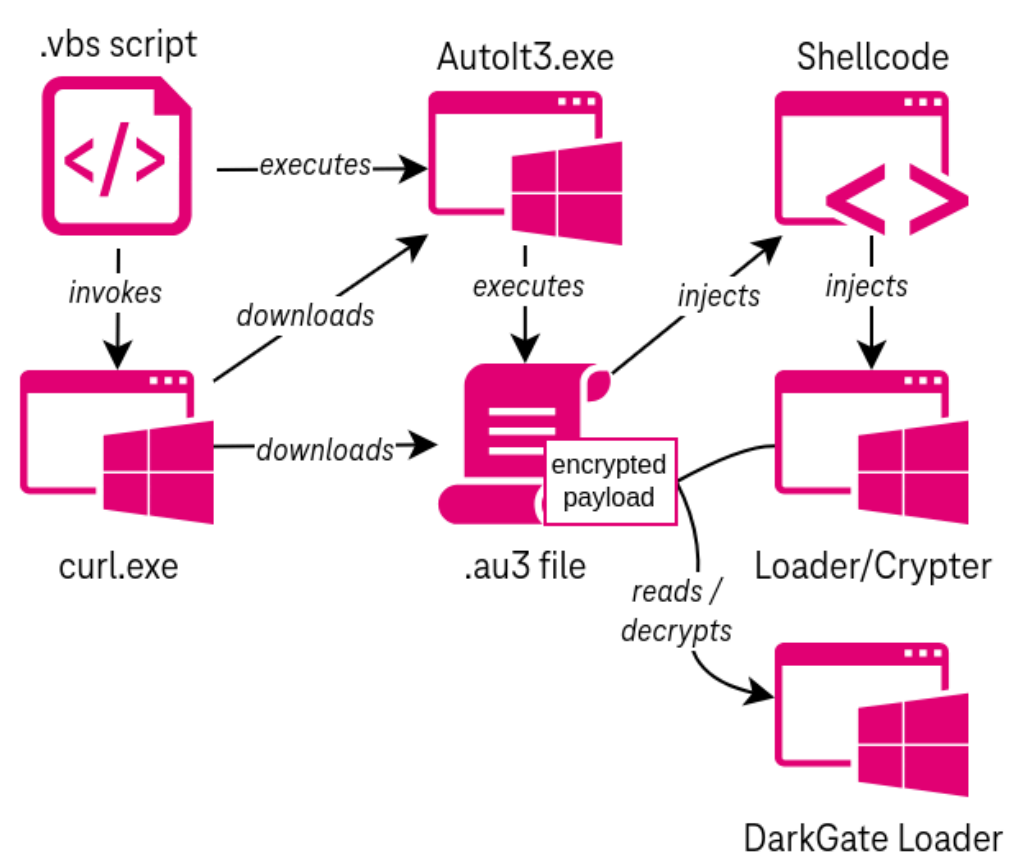 .vbs script
AutoIt3.exe
Shellcode
</>
executes
< >
invokes
downloads
executes
injects
injects
downloads
encrypted
payload
curl.exe
.au3 file
Loader/Crypter
reads /
decrypts
DarkGate Loader